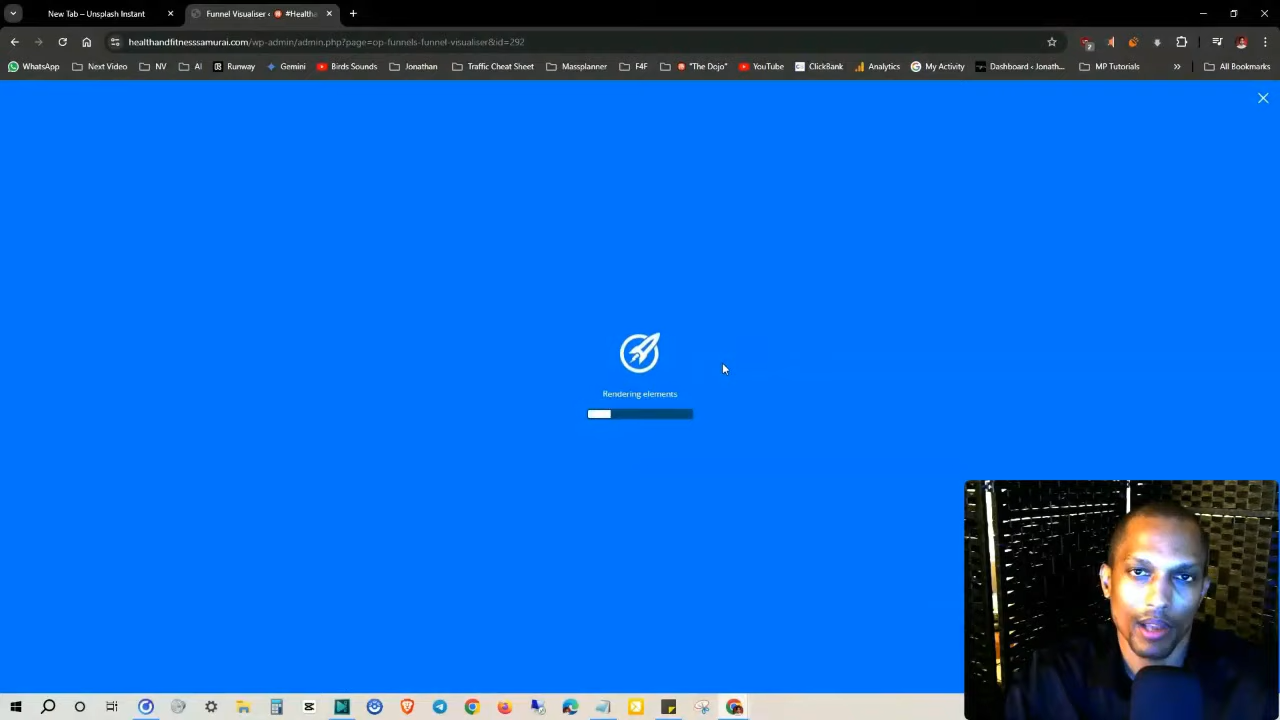 New Tab – Unsplash Instant
Funnel Visualiser ‹ #Healtha
healthandfitnesssamurai.com/wp-admin/admin.php?page=op-funnels-funnel-visualiser&id=292
2
WhatsApp Next Video NV AI Runway Gemini Birds Sounds Jonathan Traffic Cheat Sheet Massplanner F4F "The Dojo" YouTube ClickBank Analytics My Activity Dashboard ‹ Jonath... MP Tutorials » All Bookmarks
Rendering elements